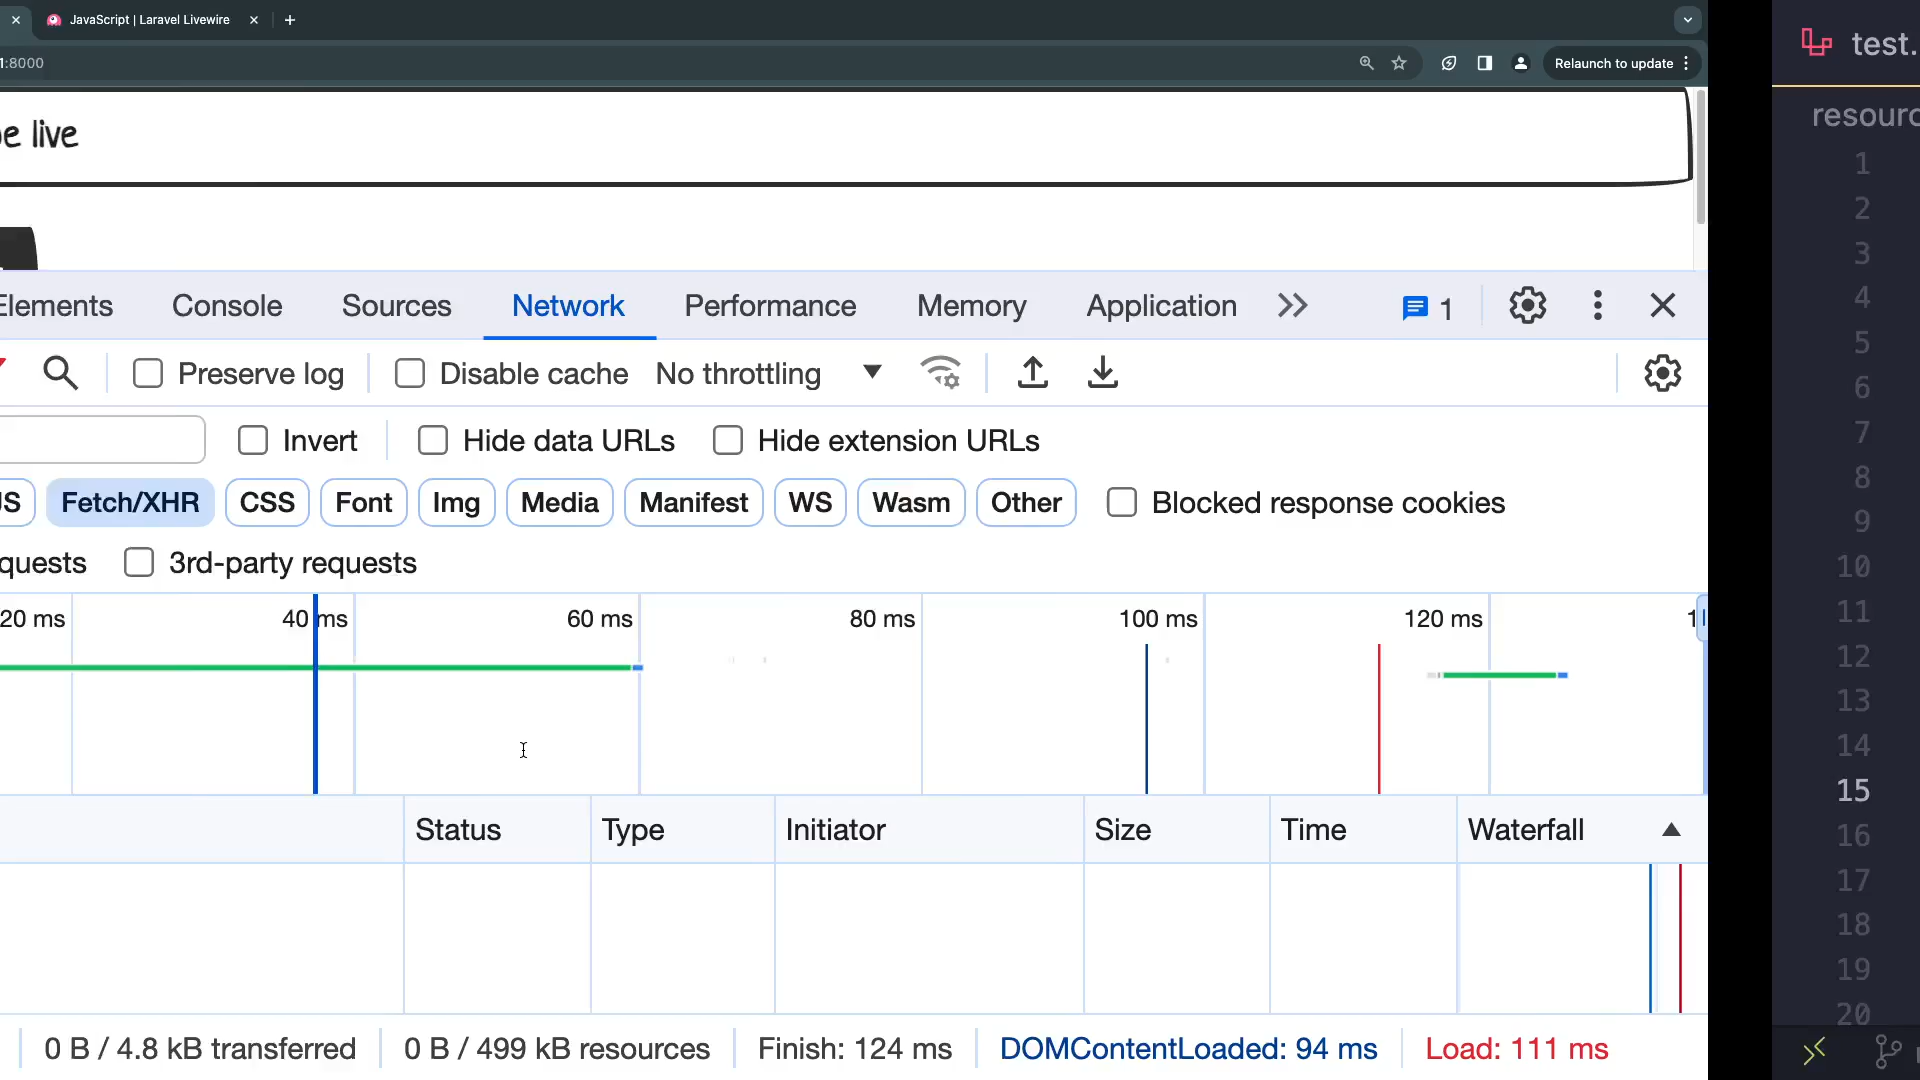 JavaScript | Laravel Livewire
:8000
Relaunch to update
test.
be live
resourc
Elements Console Sources Network Performance Memory Application 1
Preserve log Disable cache No throttling
Invert Hide data URLs Hide extension URLs
JS Fetch/XHR CSS Font Img Media Manifest WS Wasm Other Blocked response cookies
quests 3rd-party requests
20 ms 40 ms 60 ms 80 ms 100 ms 120 ms 1
Status Type Initiator Size Time Waterfall
0 B / 4.8 kB transferred 0 B / 499 kB resources Finish: 124 ms DOMContentLoaded: 94 ms Load: 111 ms
1
2
3
4
5
6
7
8
9
10
11
12
13
14
15
16
17
18
19
20